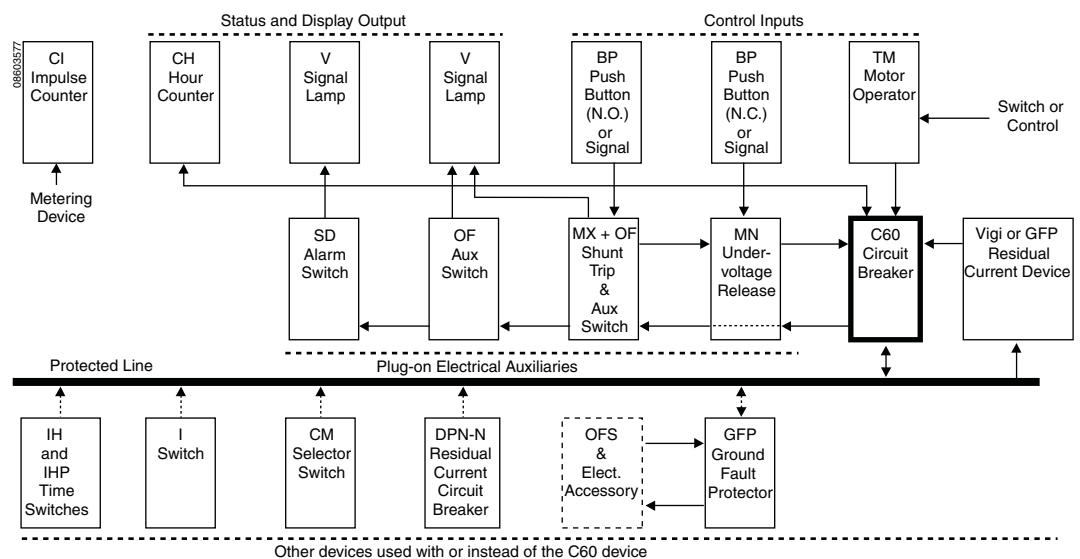 Status and Display Output
Control Inputs
08603577
CI
Impulse
Counter
CH
Hour
Counter
V
Signal
Lamp
V
Signal
Lamp
BP
Push
Button
(N.O.)
or
Signal
BP
Push
Button
(N.C.)
or
Signal
TM
Motor
Operator
Switch or
Control
Metering
Device
SD
Alarm
Switch
OF
Aux
Switch
MX + OF
Shunt
Trip
&
Aux
Switch
MN
Under-
voltage
Release
C60
Circuit
Breaker
Vigi or GFP
Residual
Current Device
Protected Line
Plug-on Electrical Auxiliaries
IH
and
IHP
Time
Switches
I
Switch
CM
Selector
Switch
DPN-N
Residual
Current
Circuit
Breaker
OFS
&
Elect.
Accessory
GFP
Ground
Fault
Protector
Other devices used with or instead of the C60 device